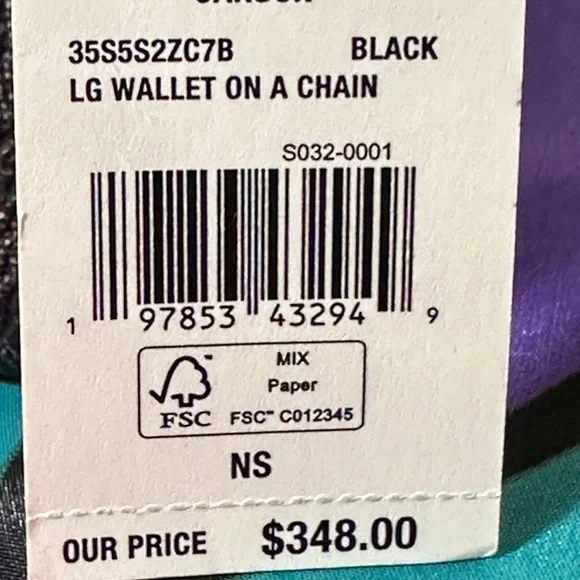 35S5S2ZC7B BLACK
LG WALLET ON A CHAIN
S032-0001
1 97853 43294 9
MIX
Paper
FSC FSC™ C012345
NS
OUR PRICE $348.00